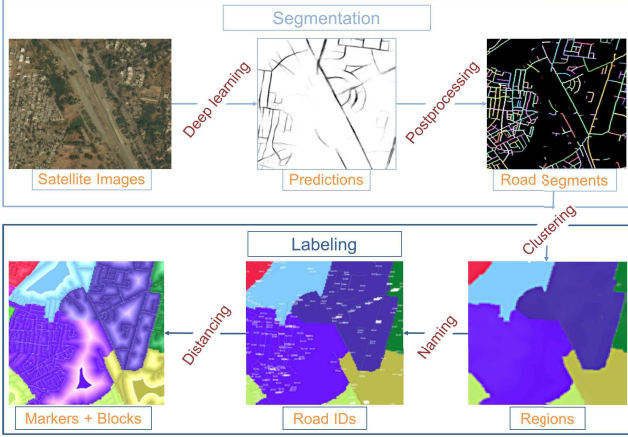 Segmentation
Deep learning
Postprocessing
Satellite Images
Predictions
Road Segments
Clustering
Labeling
Distancing
Naming
Markers + Blocks
Road IDs
Regions